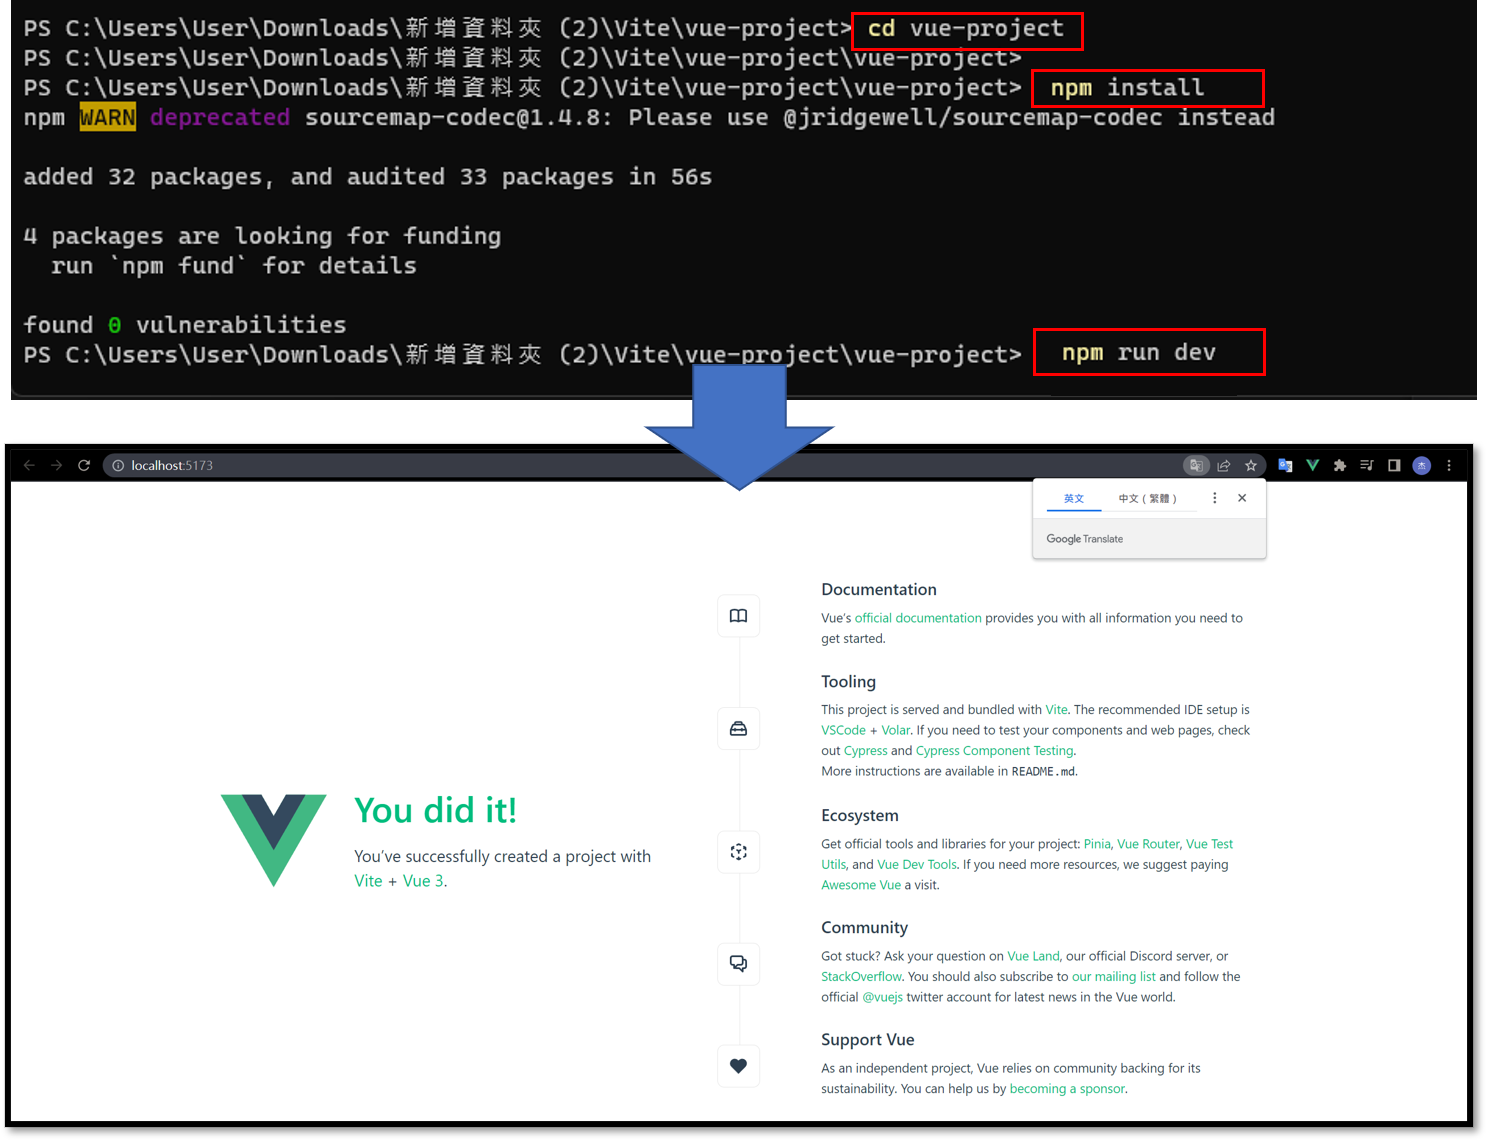 PS C:\Users\User\Downloads\新增資料夾 (2)\Vite\vue-project> cd vue-project
PS C:\Users\User\Downloads\新增資料夾 (2)\Vite\vue-project\vue-project>
PS C:\Users\User\Downloads\新增資料夾 (2)\Vite\vue-project\vue-project> npm install
npm WARN deprecated sourcemap-codec@1.4.8: Please use @jridgewell/sourcemap-codec instead
added 32 packages, and audited 33 packages in 56s
4 packages are looking for funding
run `npm fund` for details
found 0 vulnerabilities
PS C:\Users\User\Downloads\新增資料夾 (2)\Vite\vue-project\vue-project> npm run dev
localhost:5173
杰
英文 中文 ( 繁體 )
Google Translate
You did it!
You’ve successfully created a project with
Vite + Vue 3.
Documentation
Vue’s official documentation provides you with all information you need to
get started.
Tooling
This project is served and bundled with Vite. The recommended IDE setup is
VSCode + Volar. If you need to test your components and web pages, check
out Cypress and Cypress Component Testing.
More instructions are available in README.md.
Ecosystem
Get official tools and libraries for your project: Pinia, Vue Router, Vue Test
Utils, and Vue Dev Tools. If you need more resources, we suggest paying
Awesome Vue a visit.
Community
Got stuck? Ask your question on Vue Land, our official Discord server, or
StackOverflow. You should also subscribe to our mailing list and follow the
official @vuejs twitter account for latest news in the Vue world.
Support Vue
As an independent project, Vue relies on community backing for its
sustainability. You can help us by becoming a sponsor.